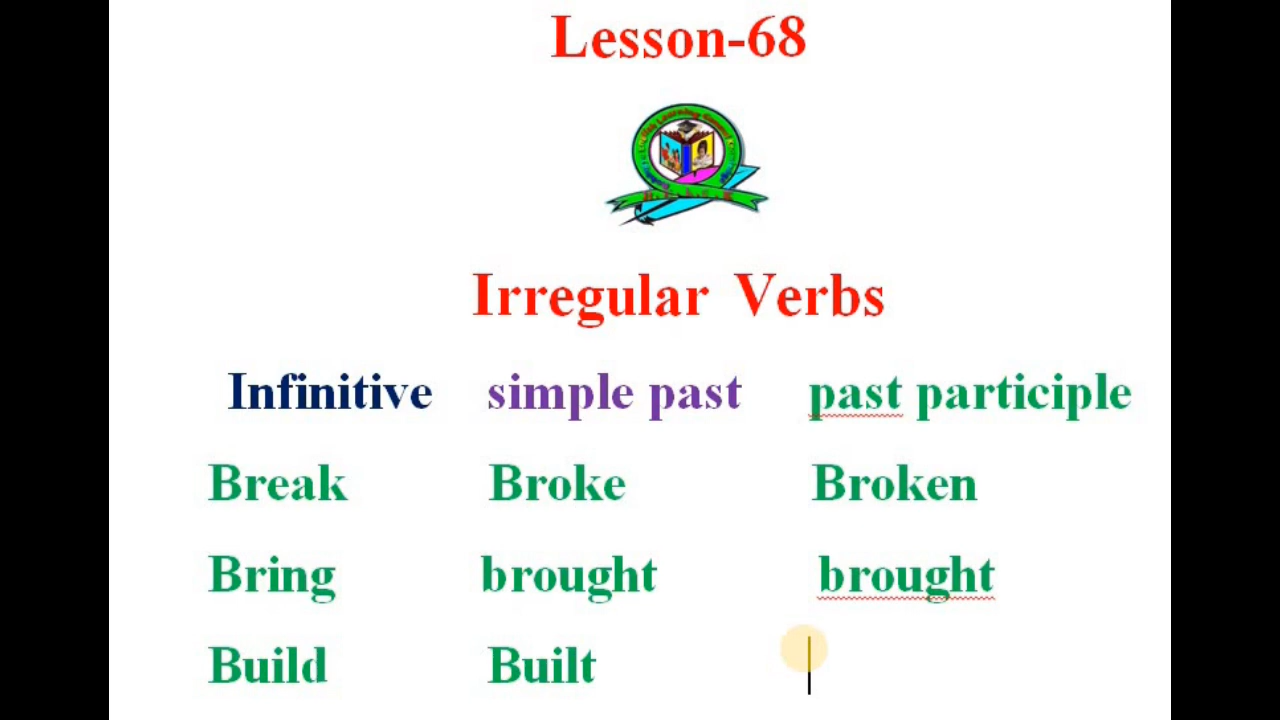 Lesson-68
Irregular Verbs
Infinitive simple past past participle
Break Broke Broken
Bring brought brought
Build Built